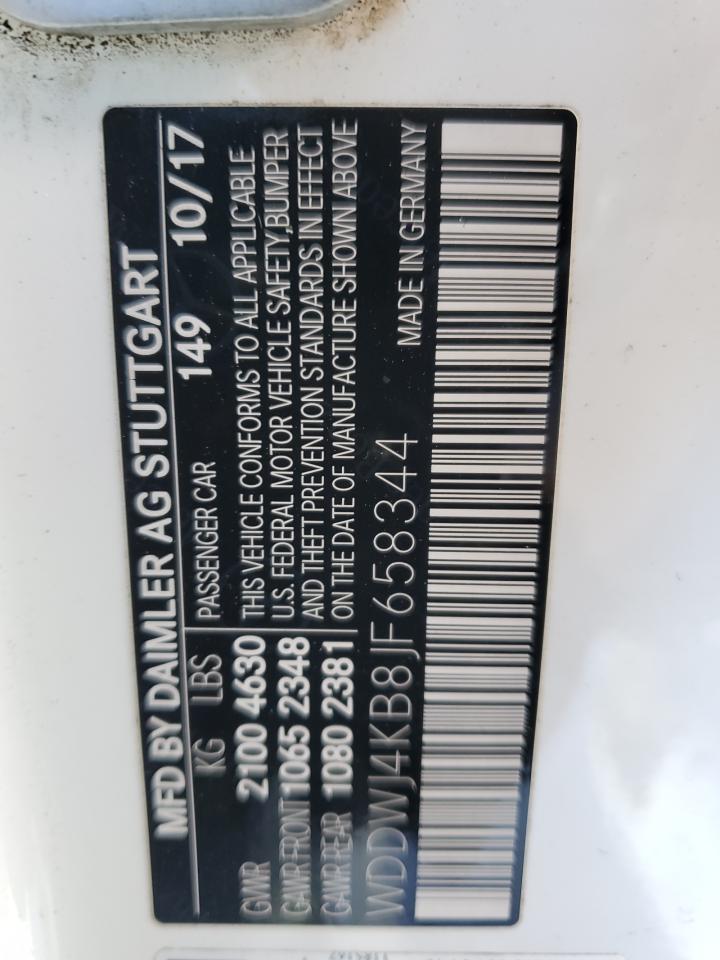 MFD BY DAIMLER AG STUTTGART
KG LBS PASSENGER CAR 149 10/17
GVWR 2100 4630 THIS VEHICLE CONFORMS TO ALL APPLICABLE
GAWR FRONT 1065 2348 U.S. FEDERAL MOTOR VEHICLE SAFETY, BUMPER
GAWR REAR 1080 2381 AND THEFT PREVENTION STANDARDS IN EFFECT
ON THE DATE OF MANUFACTURE SHOWN ABOVE
WDDWJ4KB8JF658344 MADE IN GERMANY